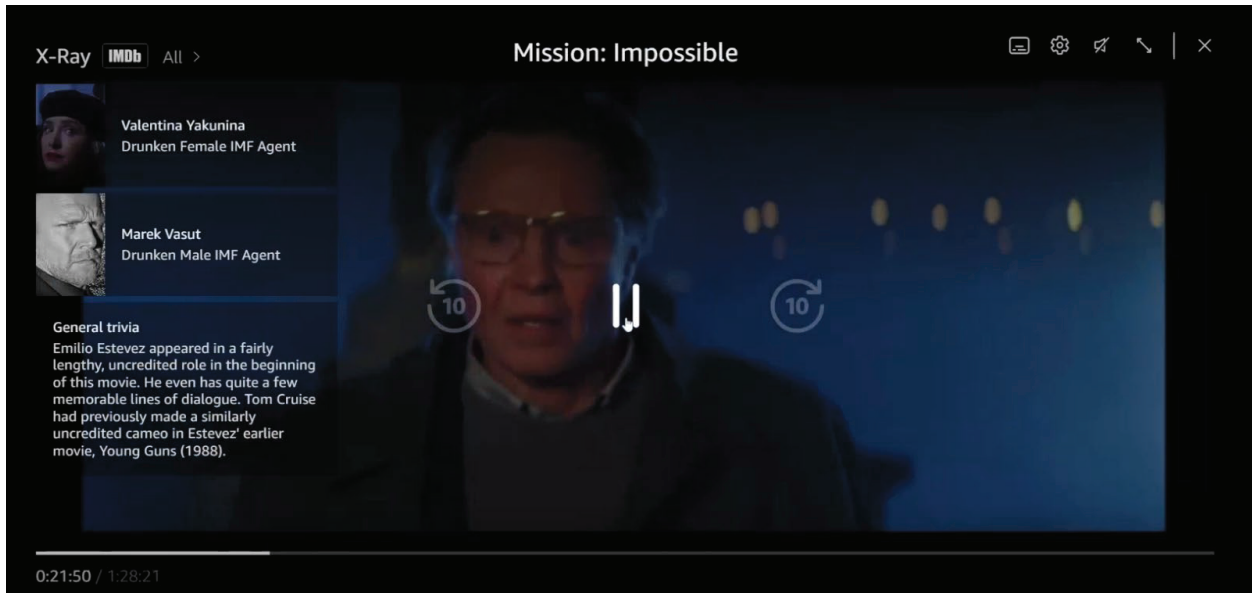 X-Ray IMDb All >
Mission: Impossible
Valentina Yakunina
Drunken Female IMF Agent
Marek Vasut
Drunken Male IMF Agent
General trivia
Emilio Estevez appeared in a fairly
lengthy, uncredited role in the beginning
of this movie. He even has quite a few
memorable lines of dialogue. Tom Cruise
had previously made a similarly
uncredited cameo in Estevez' earlier
movie, Young Guns (1988).
10
10
0:21:50 / 1:28:21